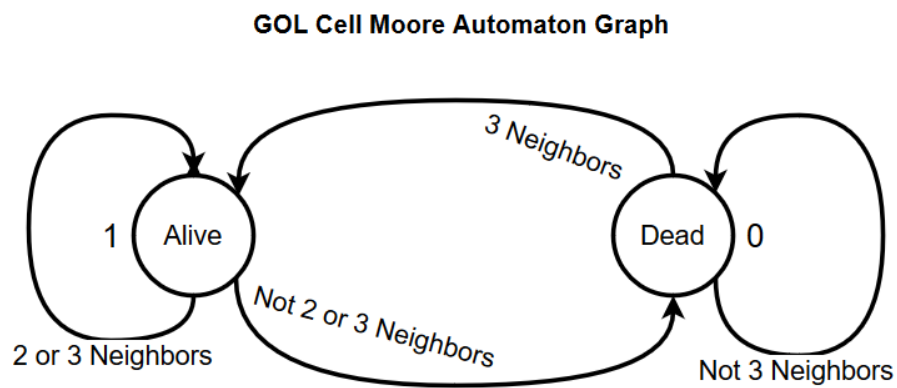 GOL Cell Moore Automaton Graph
3 Neighbors
1
Alive
Dead
0
Not 2 or 3 Neighbors
2 or 3 Neighbors
Not 3 Neighbors